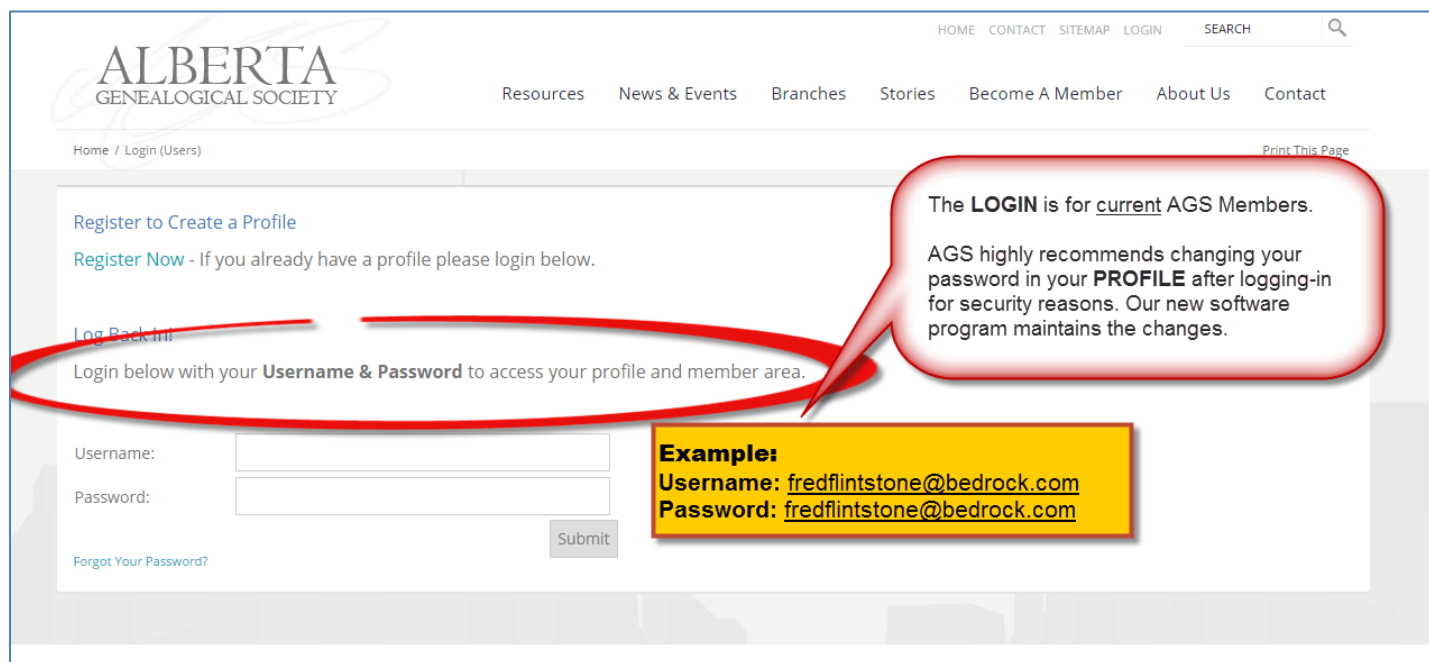 HOME CONTACT SITEMAP LOGIN SEARCH
ALBERTA
GENEALOGICAL SOCIETY
Resources News & Events Branches Stories Become A Member About Us Contact
Home / Login (Users)
Print This Page
Register to Create a Profile
Register Now - If you already have a profile please login below.
Log Back In!
Login below with your Username & Password to access your profile and member area.
The LOGIN is for current AGS Members.
AGS highly recommends changing your
password in your PROFILE after logging-in
for security reasons. Our new software
program maintains the changes.
Username:
Password:
Submit
Forgot Your Password?
Example:
Username: fredflintstone@bedrock.com
Password: fredflintstone@bedrock.com